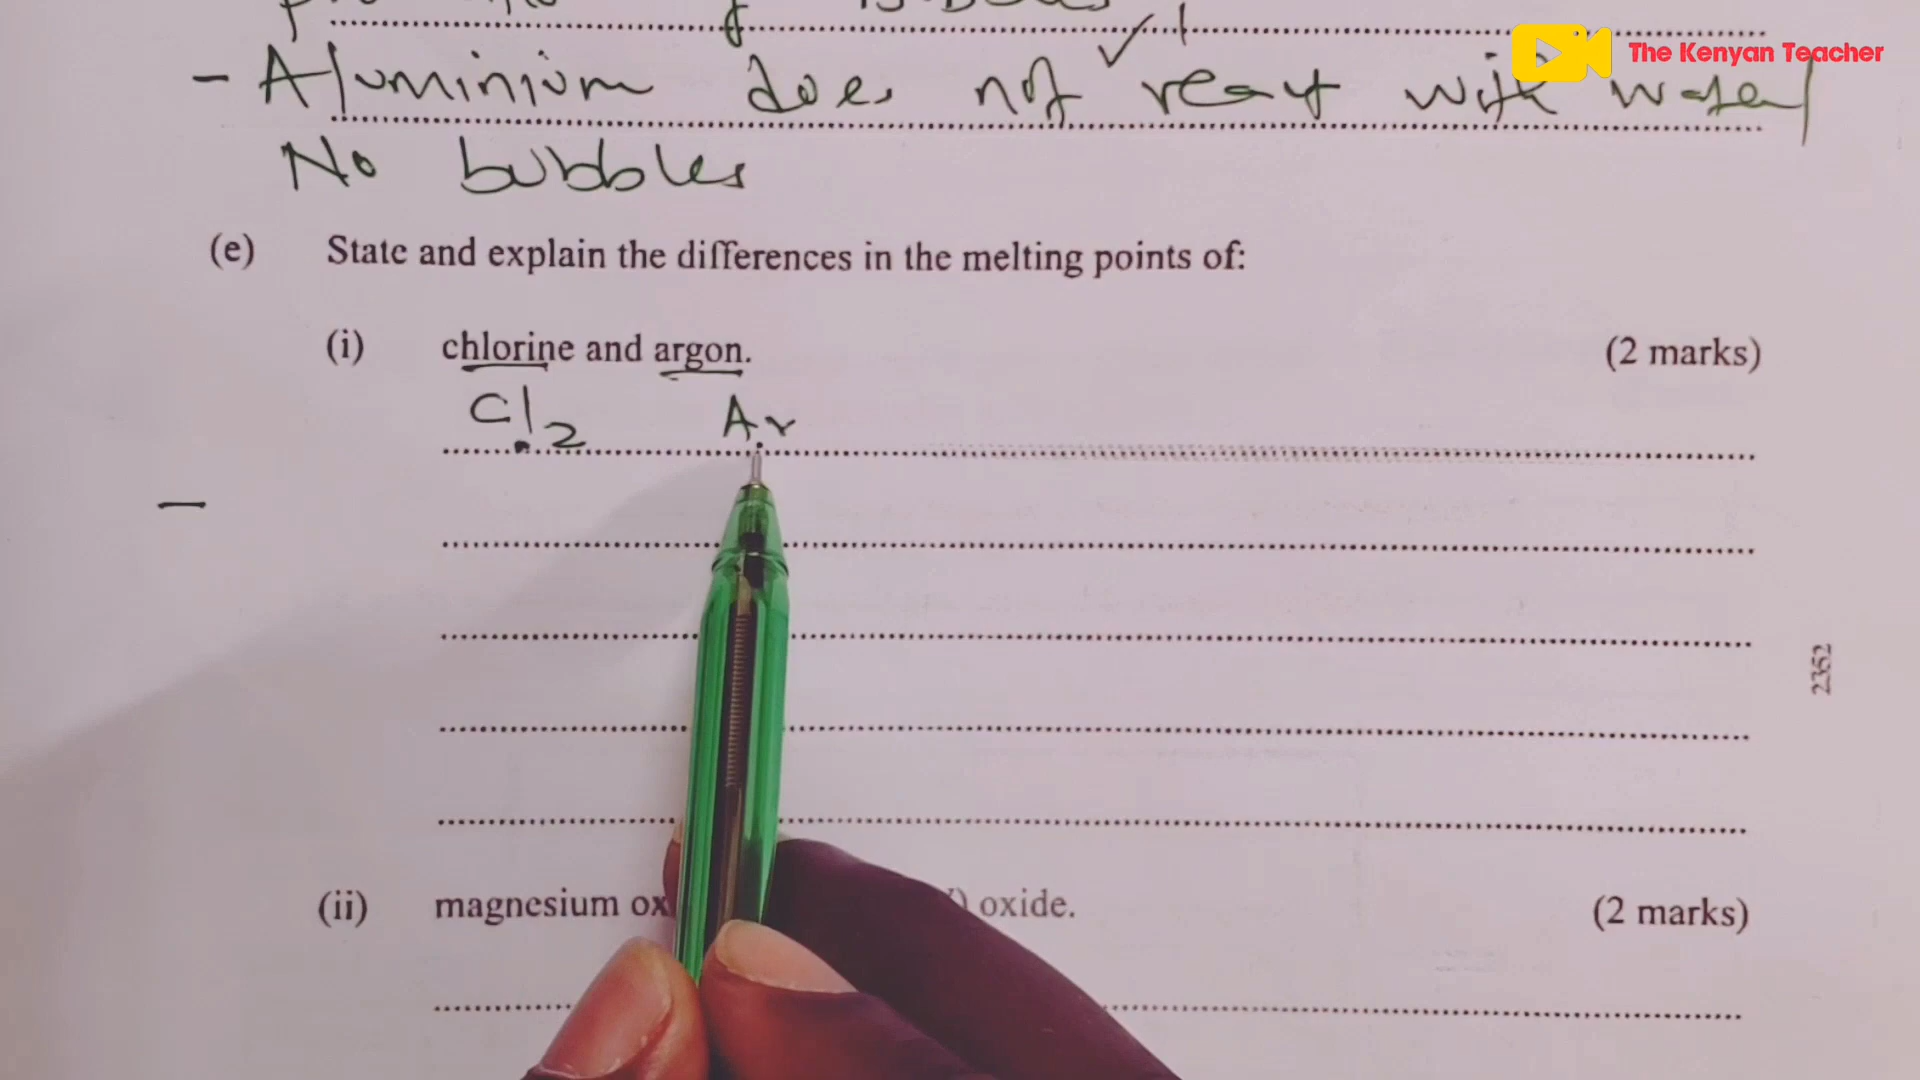 The Kenyan Teacher
- Aluminium does not ✓ react with water/
No bubbles
(e) State and explain the differences in the melting points of:
(i) chlorine and argon. (2 marks)
Cl2 Ar
2352
(ii) magnesium ox ) oxide. (2 marks)